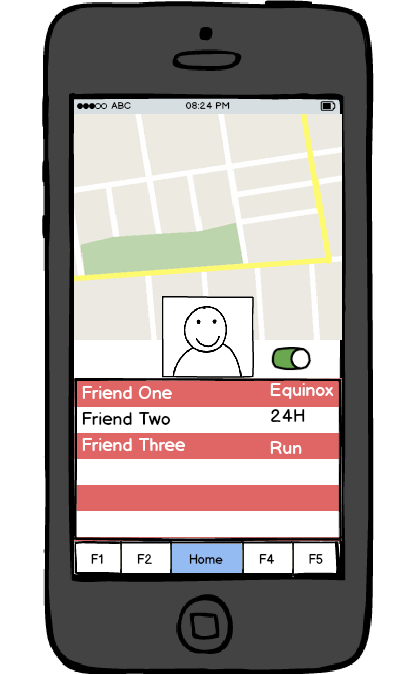 ABC 08:24 PM
Friend One Equinox
Friend Two 24H
Friend Three Run
F1 F2 Home F4 F5